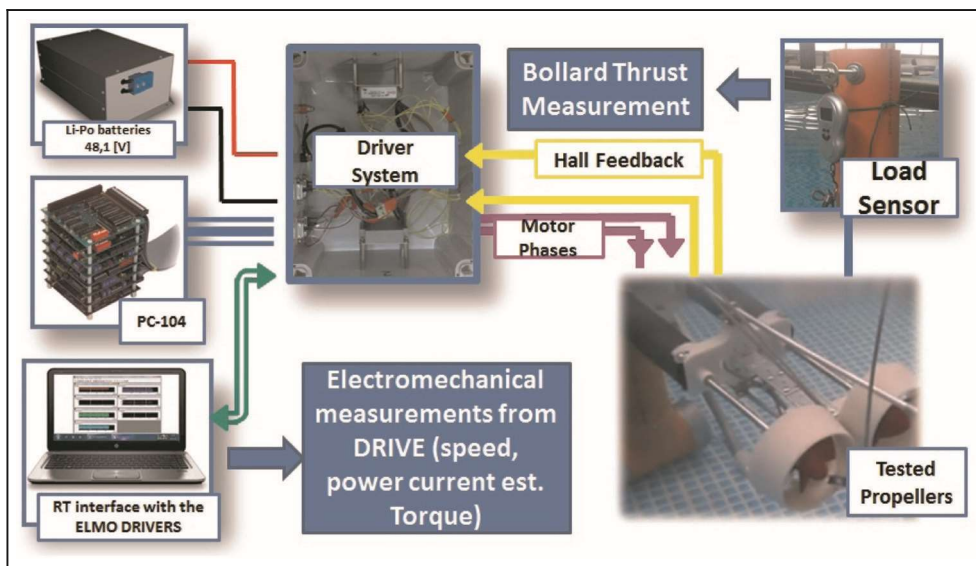 Li-Po batteries
48,1 [V]
Driver
System
Bollard Thrust
Measurement
Hall Feedback
Load
Sensor
Motor
Phases
PC-104
RT interface with the
ELMO DRIVERS
Electromechanical
measurements from
DRIVE (speed,
power current est.
Torque)
Tested
Propellers